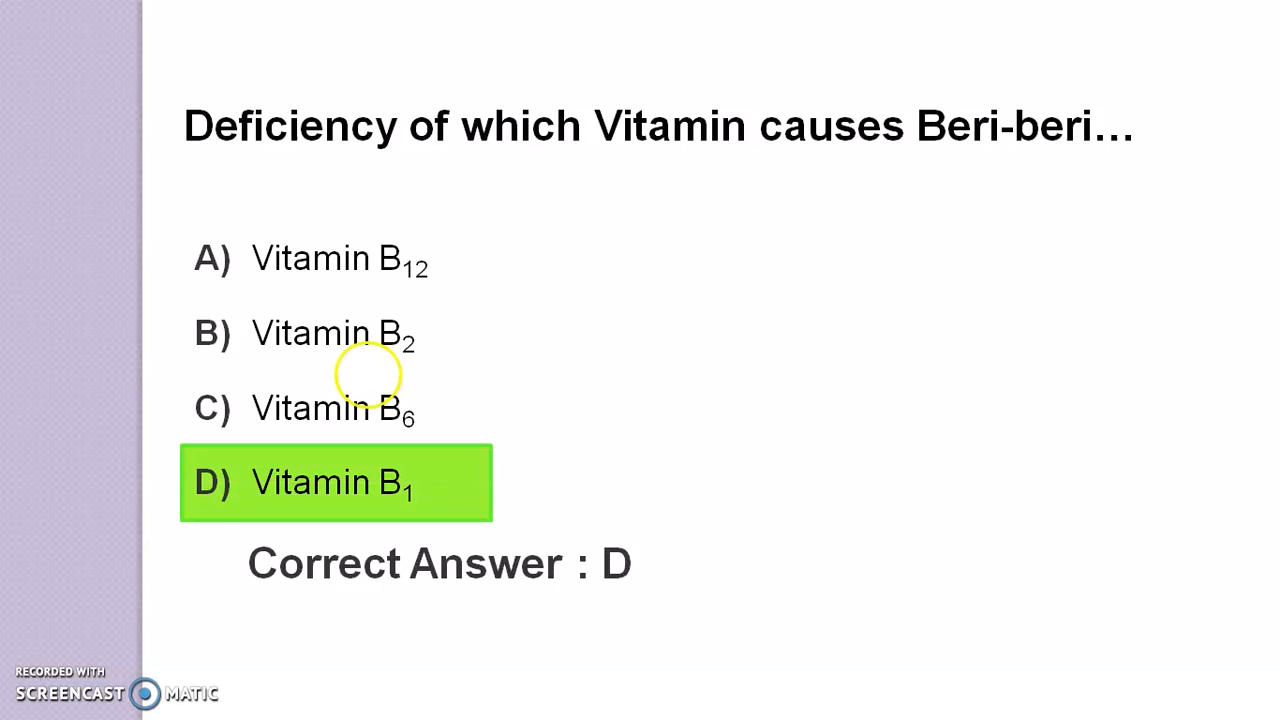 Deficiency of which Vitamin causes Beri-beri…
A) Vitamin B₁₂
B) Vitamin B₂
C) Vitamin B₆
D) Vitamin B₁
Correct Answer : D
RECORDED WITH
SCREENCAST MATIC